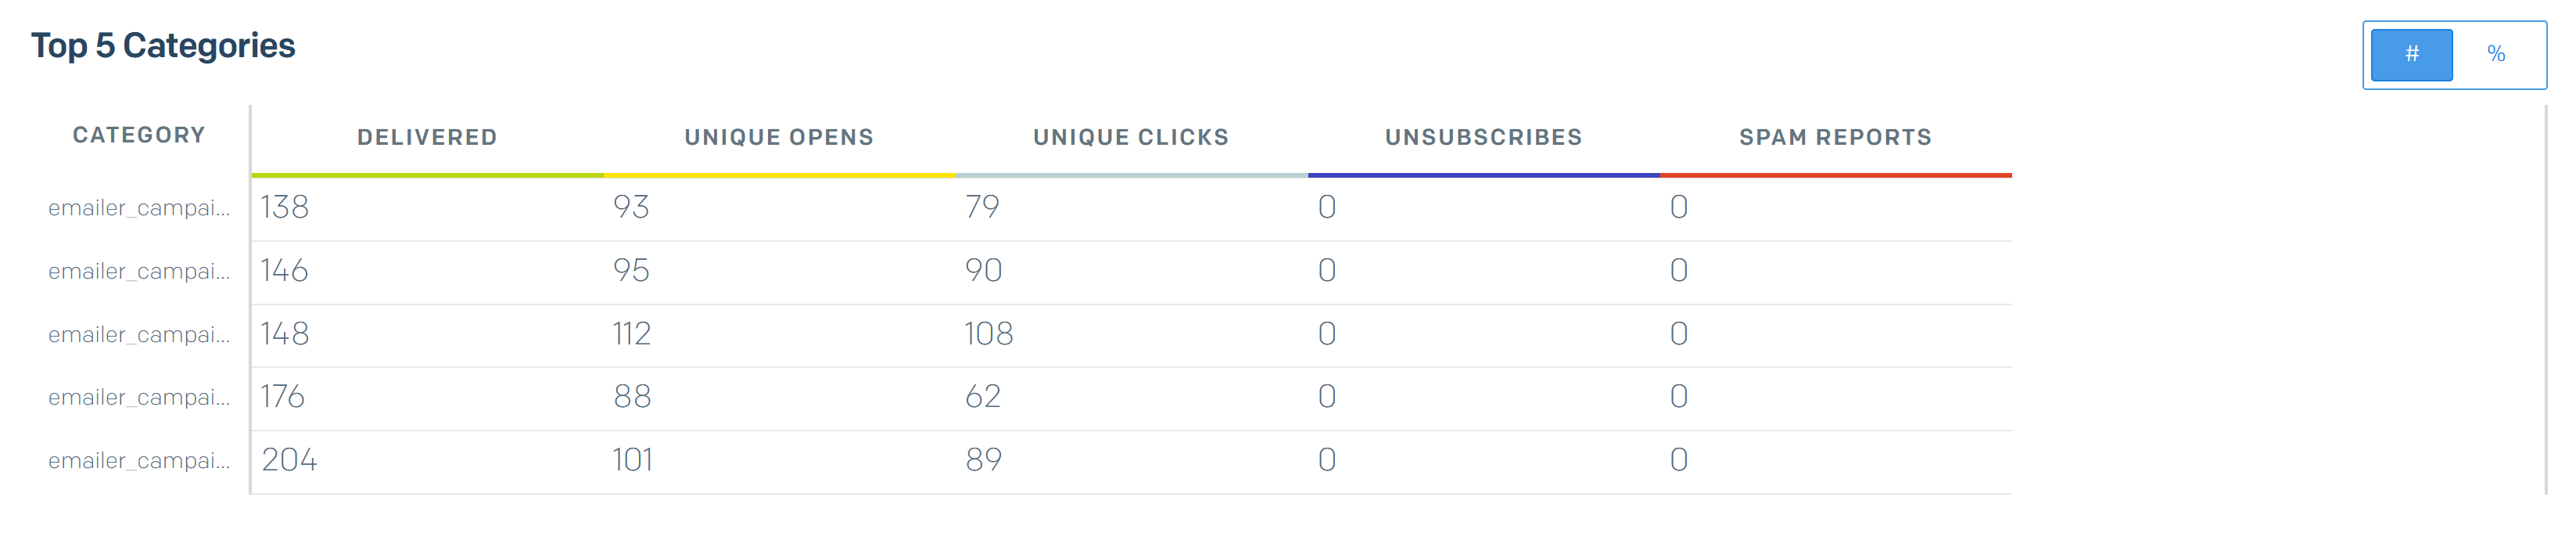 Top 5 Categories
# %
CATEGORY DELIVERED UNIQUE OPENS UNIQUE CLICKS UNSUBSCRIBES SPAM REPORTS
emailer_campai... 138 93 79 0 0
emailer_campai... 146 95 90 0 0
emailer_campai... 148 112 108 0 0
emailer_campai... 176 88 62 0 0
emailer_campai... 204 101 89 0 0